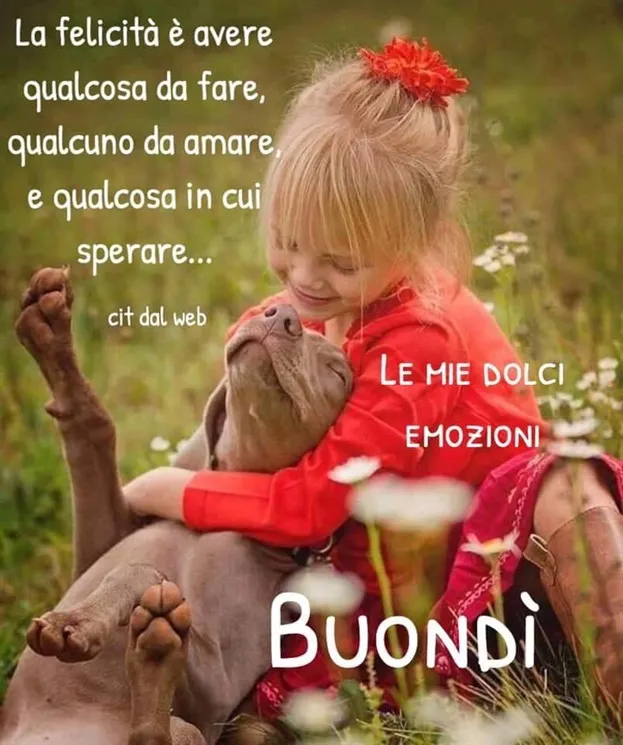 La felicità è avere
qualcosa da fare,
qualcuno da amare,
e qualcosa in cui
sperare...
cit dal web
Le mie dolci
emozioni
Buondì